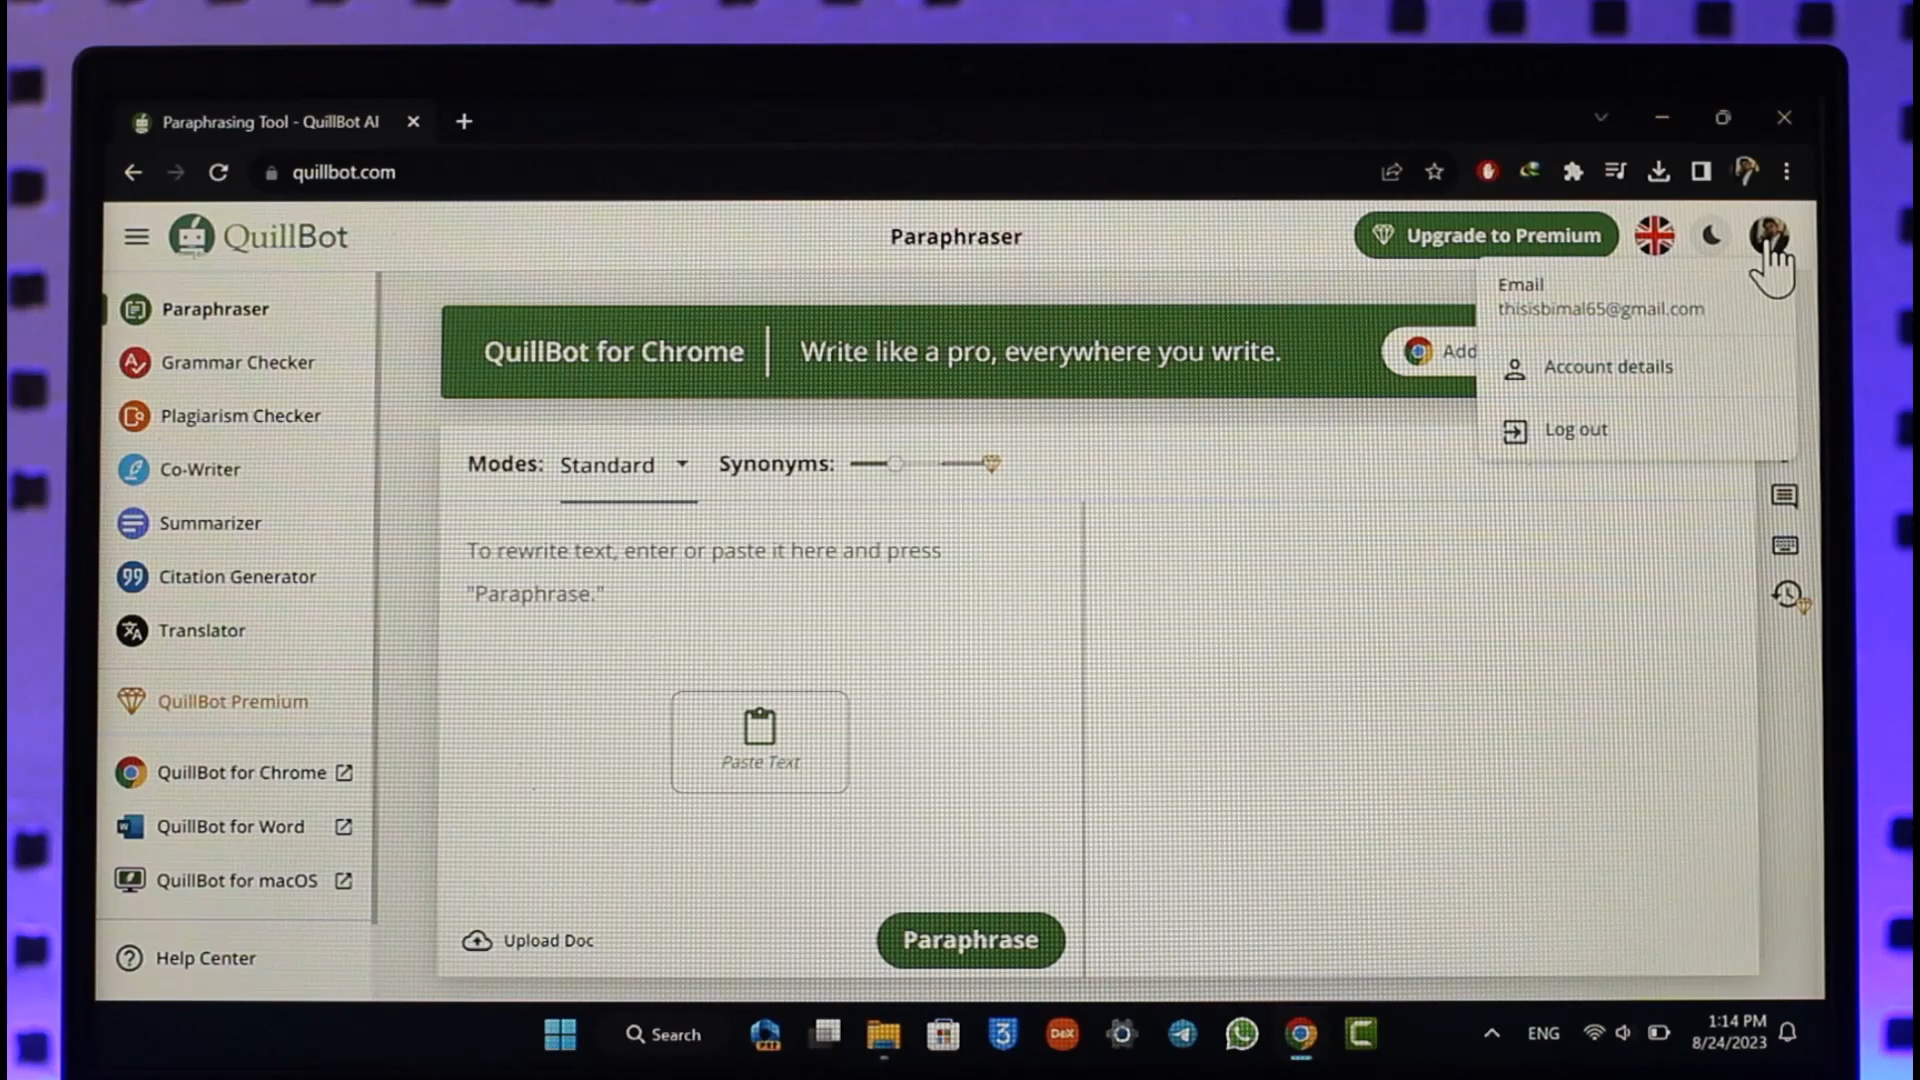 Paraphrasing Tool - QuillBot AI
quillbot.com
QuillBot
Paraphraser
Upgrade to Premium
Email
thisisbimal65@gmail.com
Account details
Log out
Paraphraser
Grammar Checker
Plagiarism Checker
Co-Writer
Summarizer
Citation Generator
Translator
QuillBot Premium
QuillBot for Chrome
QuillBot for Word
QuillBot for macOS
Help Center
QuillBot for Chrome
Write like a pro, everywhere you write.
Add
Modes: Standard
Synonyms:
To rewrite text, enter or paste it here and press
"Paraphrase."
Paste Text
Upload Doc
Paraphrase
Search
3
DeX
ENG
1:14 PM
8/24/2023